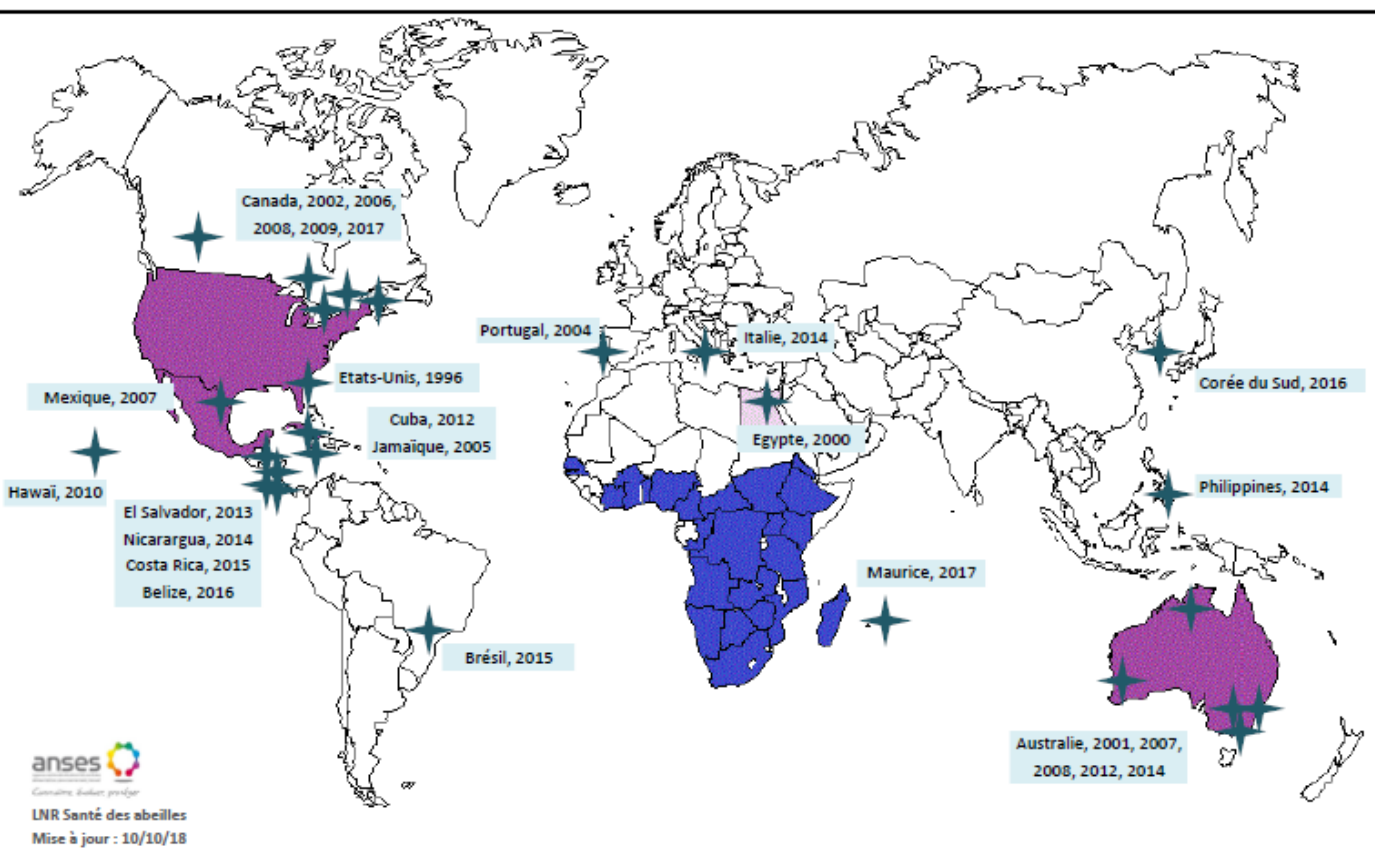 Canada, 2002, 2006,
2008, 2009, 2017
Portugal, 2004
Italie, 2014
Etats-Unis, 1996
Mexique, 2007
Corée du Sud, 2016
Cuba, 2012
Jamaïque, 2005
Egypte, 2000
Hawaï, 2010
Philippines, 2014
El Salvador, 2013
Nicarargua, 2014
Costa Rica, 2015
Belize, 2016
Maurice, 2017
Brésil, 2015
Australie, 2001, 2007,
2008, 2012, 2014
anses
Connaître, évaluer, protéger
LNR Santé des abeilles
Mise à jour : 10/10/18